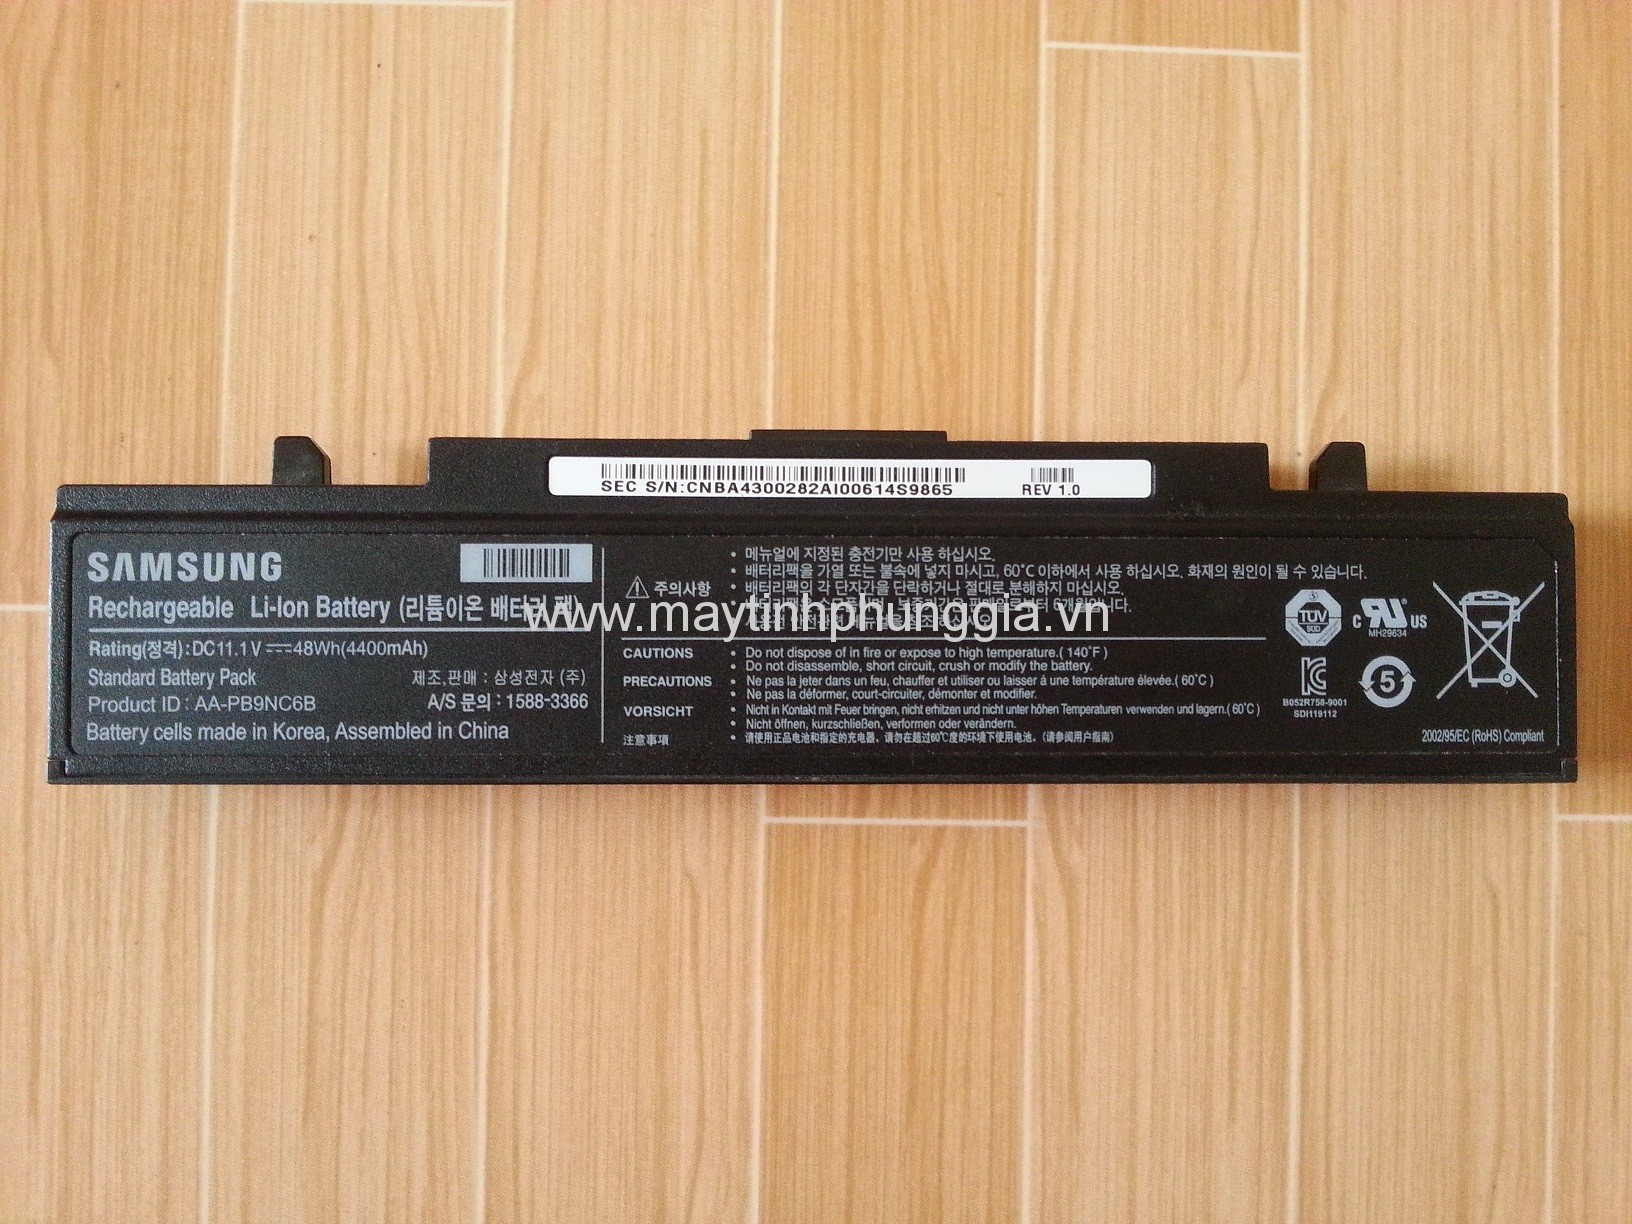 SEC S/N:CNBA4300282AI00614S9865
REV 1.0
SAMSUNG
Rechargeable Li-Ion Battery (리튬이온 배터리 팩)
Rating(정격) : DC11.1V ⎓ 48Wh(4400mAh)
Standard Battery Pack
제조,판매 : 삼성전자 (주)
Product ID : AA-PB9NC6B
A/S 문의 : 1588-3366
Battery cells made in Korea, Assembled in China
주의사항
• 메뉴얼에 지정된 충전기만 사용 하십시오.
• 배터리팩을 가열 또는 불속에 넣지 마시고, 60˚C 이하에서 사용 하십시오. 화재의 원인이 될 수 있습니다.
• 배터리팩의 각 단자간을 단락하거나 절대로 분해하지 마십시오.
www.maytinhphunggia.vn
CAUTIONS
• Do not dispose of in fire or expose to high temperature.( 140˚F )
• Do not disassemble, short circuit, crush or modify the battery.
PRECAUTIONS
• Ne pas la jeter dans un feu, chauffer et utiliser ou laisser à une température élevée.( 60˚C )
• Ne pas la déformer, court-circuiter, démonter et modifier.
VORSICHT
• Nicht in Kontakt mit Feuer bringen, nicht erhitzen and nicht unter höhen Temperaturen verwenden und lagern.( 60˚C )
• Nicht öffnen, kurzschließen, verformen oder verändern.
注意事項
• 请使用正品电池和指定的充电器、请勿在超过60℃度的环境下使用电池。(请参阅用户指南)
TÜV
SÜD
C UR US
MH29634
B052R758-9001
SDI119112
5
2002/95/EC (RoHS) Compliant